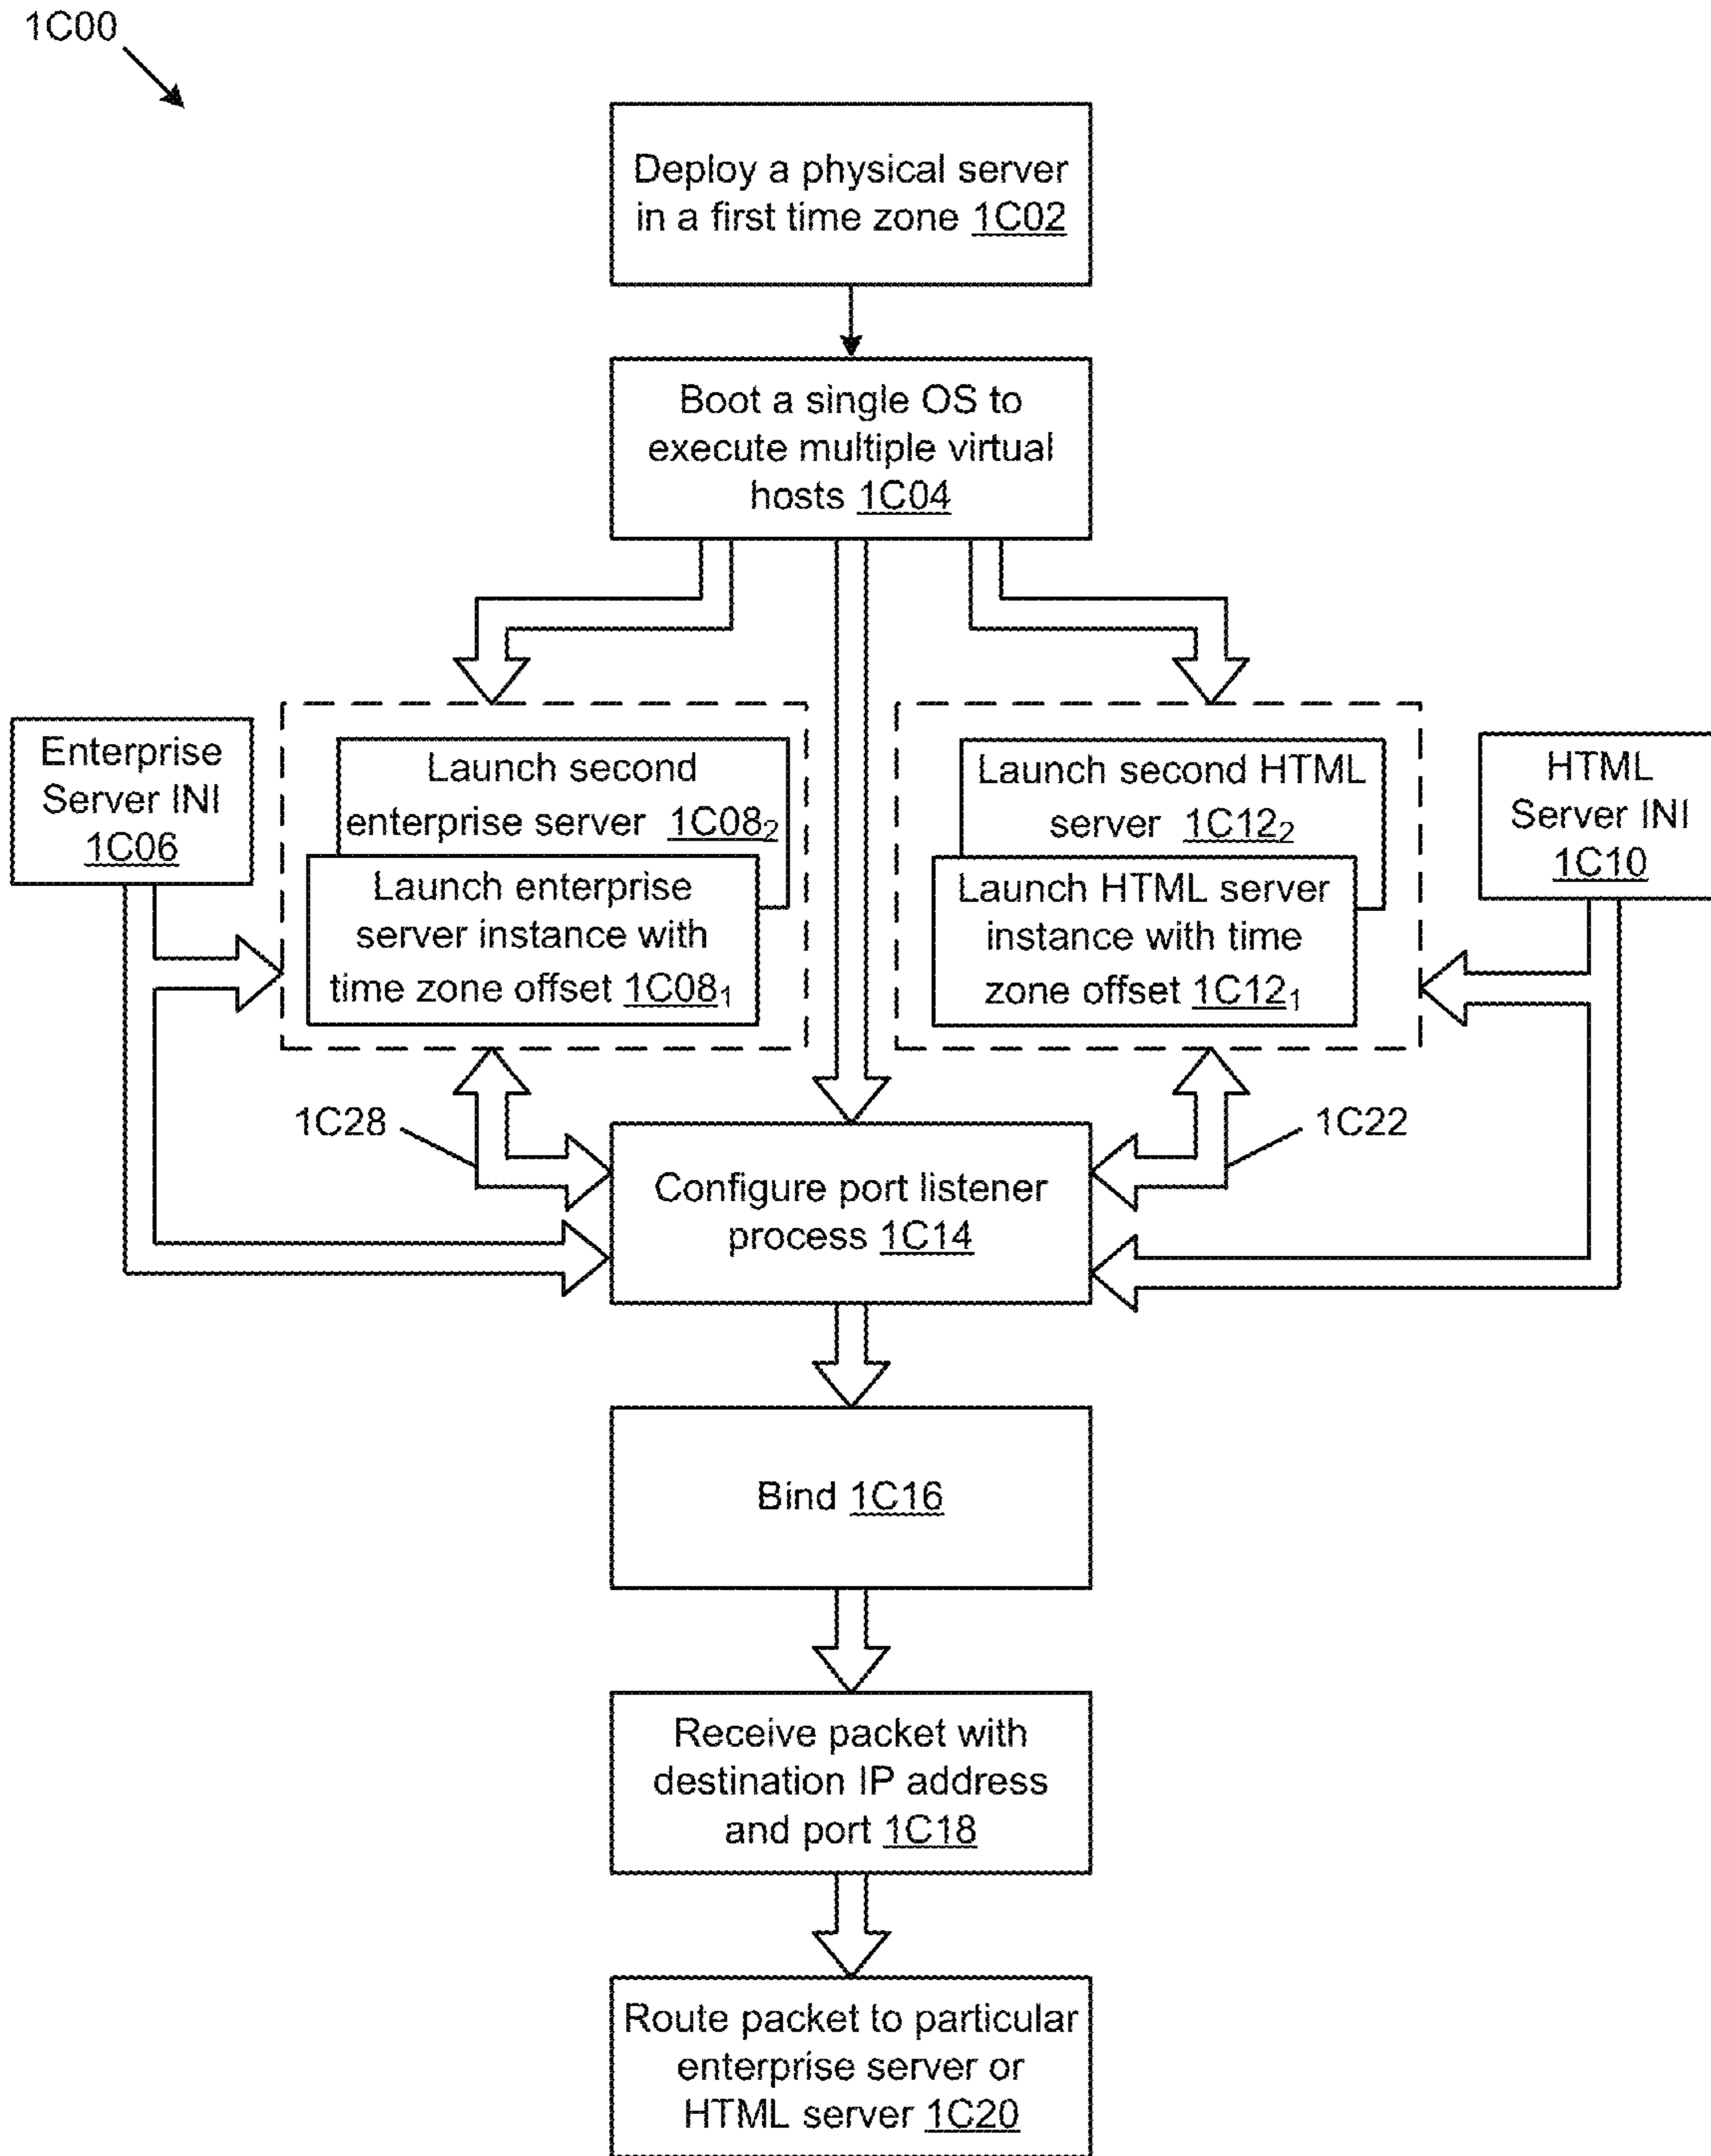 1C00
Deploy a physical server
in a first time zone 1C02
Boot a single OS to
execute multiple virtual
hosts 1C04
Enterprise
Server INI
1C06
Launch second
enterprise server 1C08₂
Launch enterprise
server instance with
time zone offset 1C08₁
Launch second HTML
server 1C12₂
Launch HTML server
instance with time
zone offset 1C12₁
HTML
Server INI
1C10
1C28
1C22
Configure port listener
process 1C14
Bind 1C16
Receive packet with
destination IP address
and port 1C18
Route packet to particular
enterprise server or
HTML server 1C20